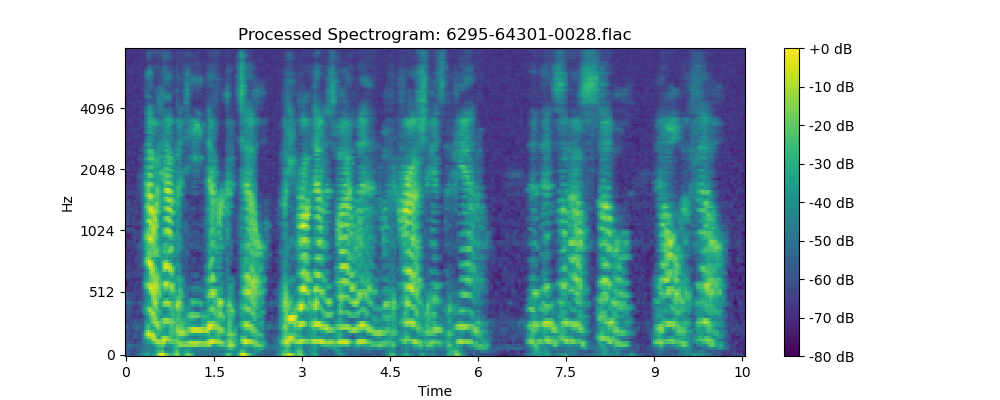 Processed Spectrogram: 6295-64301-0028.flac
Hz
4096
2048
1024
512
0
0 1.5 3 4.5 6 7.5 9 10
Time
+0 dB
-10 dB
-20 dB
-30 dB
-40 dB
-50 dB
-60 dB
-70 dB
-80 dB